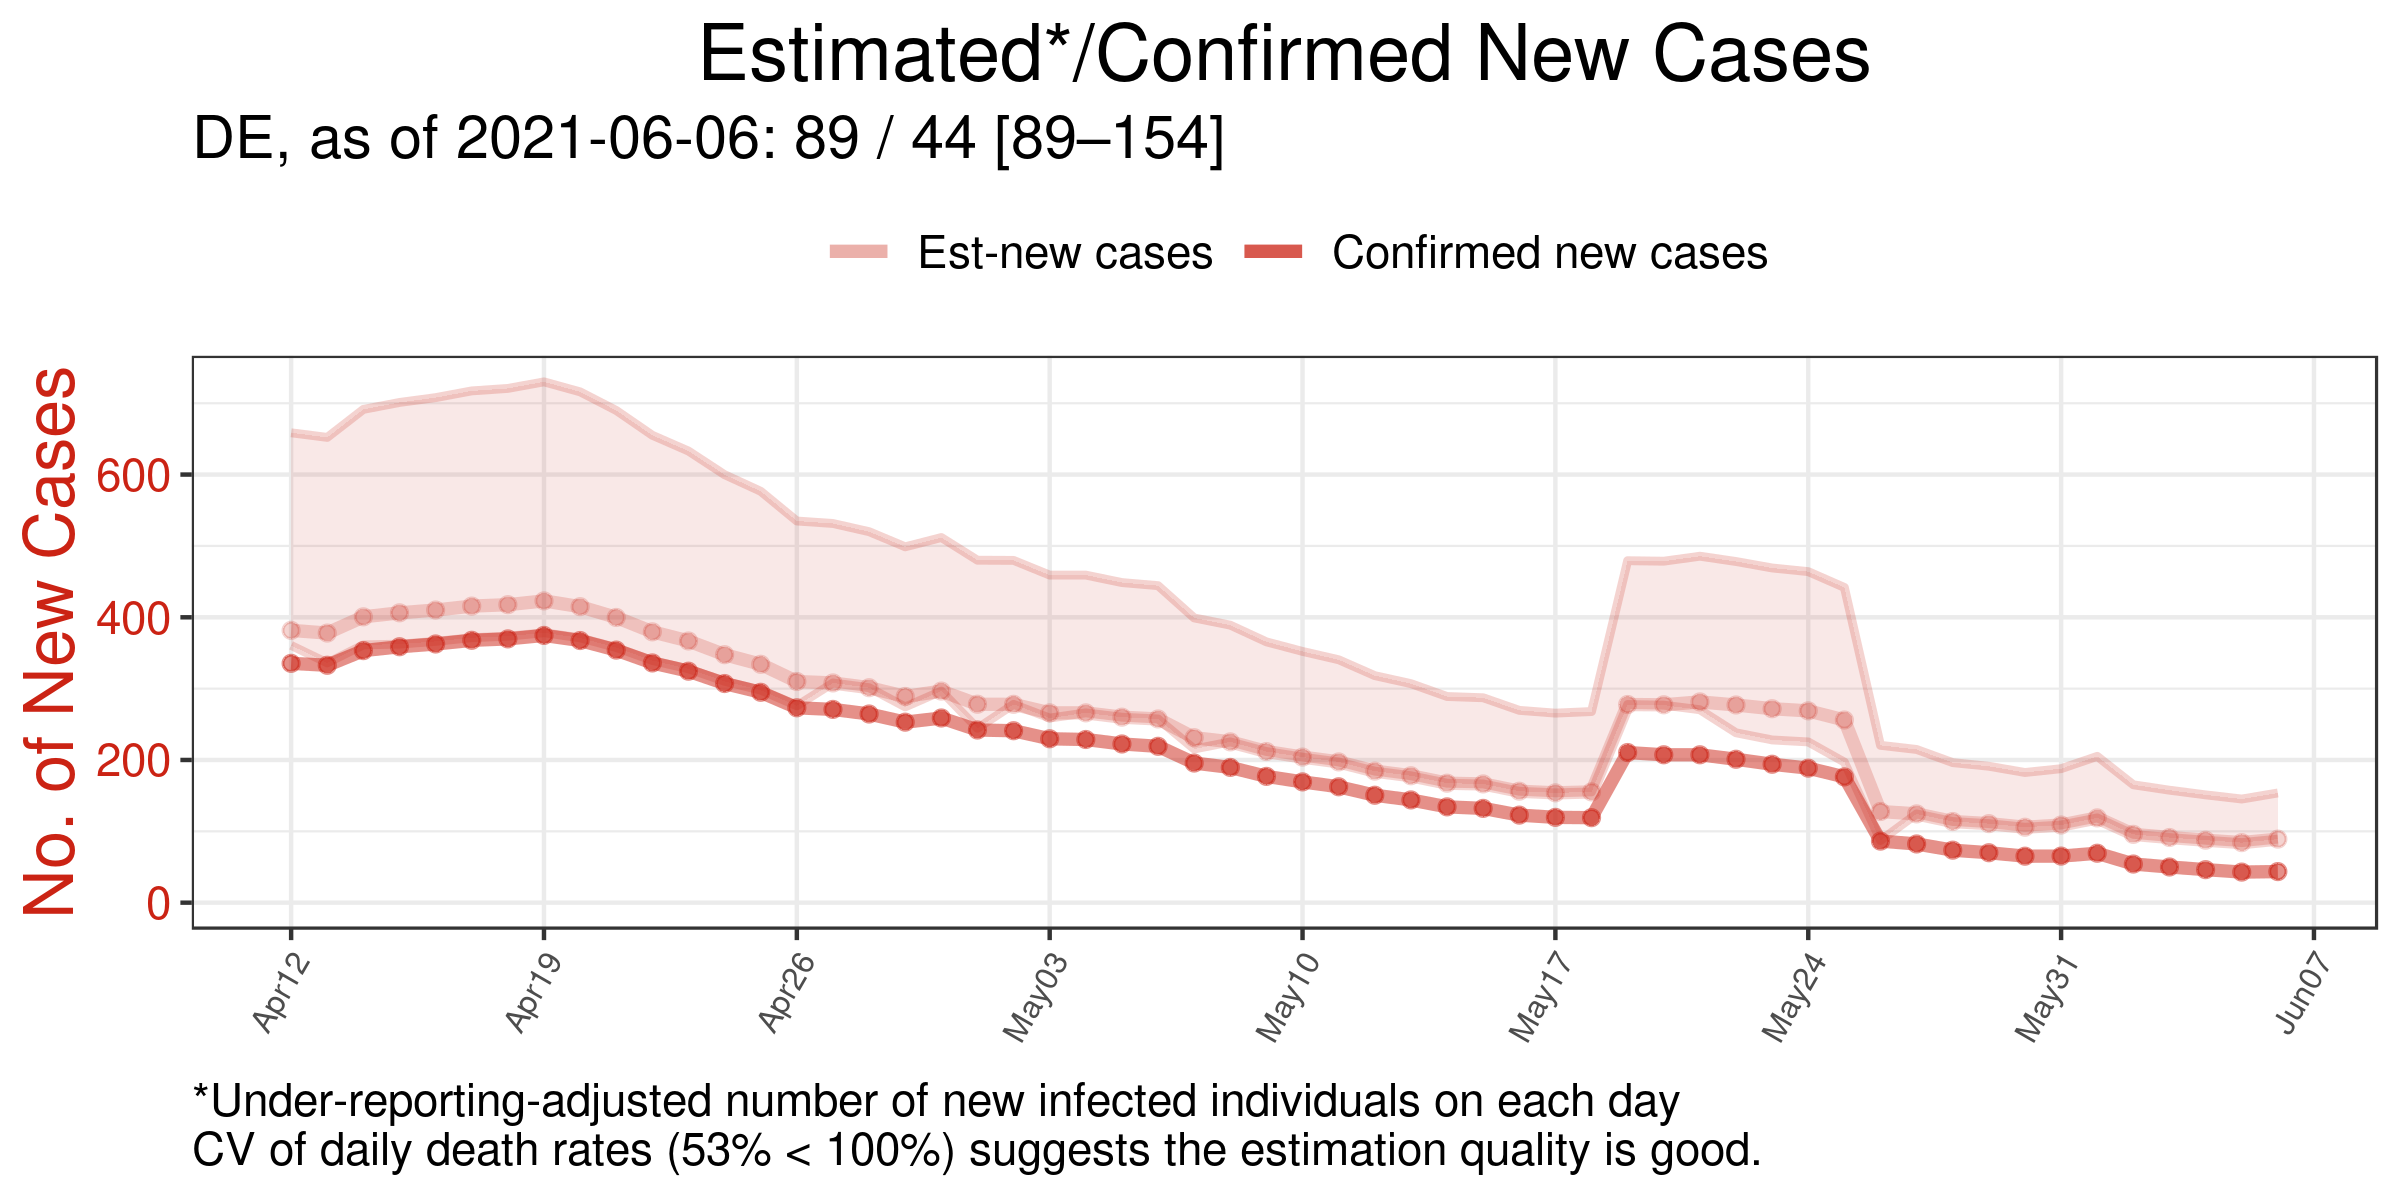 Estimated*/Confirmed New Cases
DE, as of 2021-06-06: 89 / 44 [89–154]
Est-new cases
Confirmed new cases
No. of New Cases
600
400
200
0
Apr12
Apr19
Apr26
May03
May10
May17
May24
May31
Jun07
*Under-reporting-adjusted number of new infected individuals on each day
CV of daily death rates (53% < 100%) suggests the estimation quality is good.